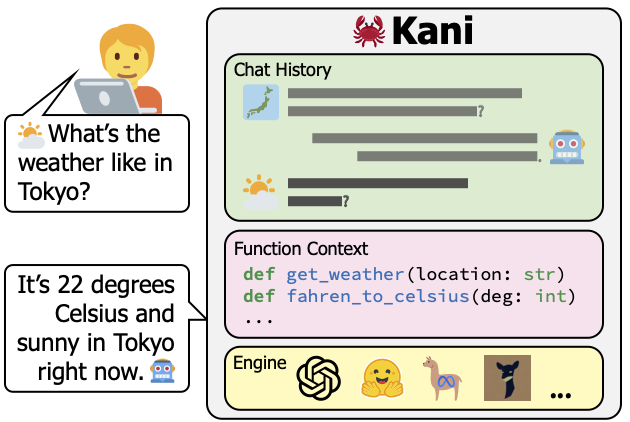 Kani
What's the
weather like in
Tokyo?
Chat History
?
.
?
Function Context
def get_weather(location: str)
def fahren_to_celsius(deg: int)
...
It's 22 degrees
Celsius and
sunny in Tokyo
right now.
Engine
...